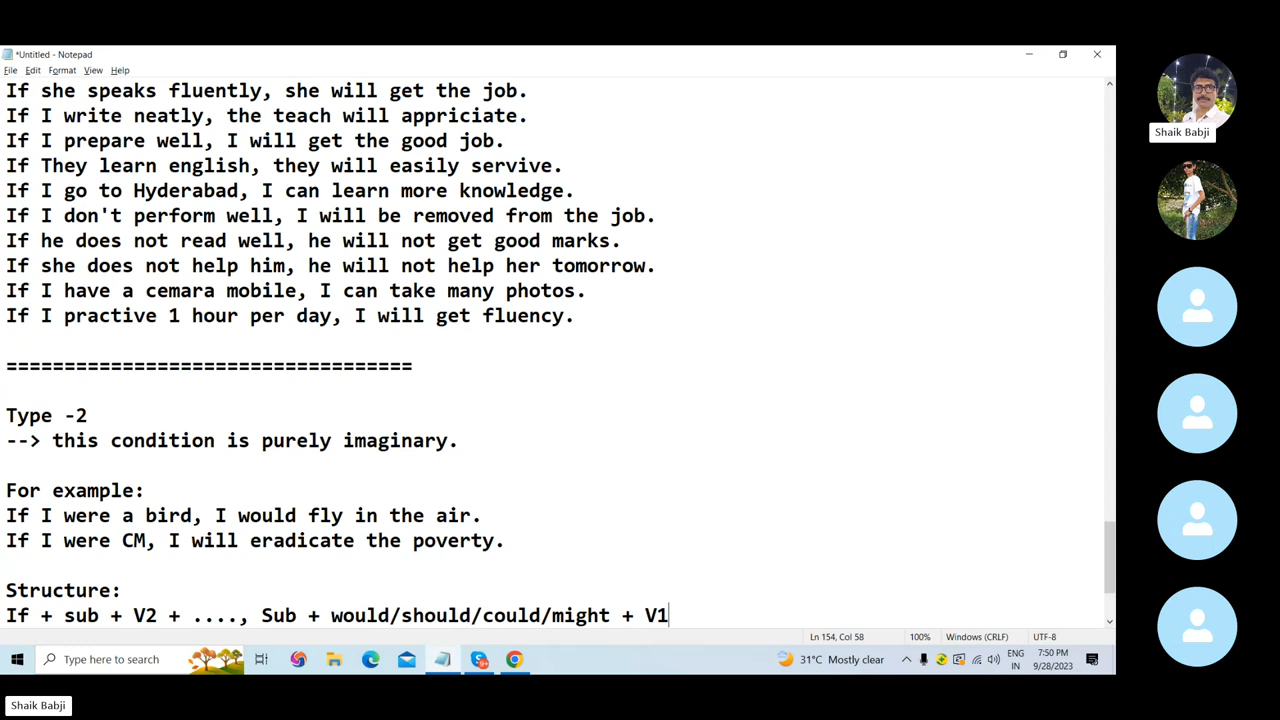 *Untitled - Notepad
File Edit Format View Help
If she speaks fluently, she will get the job.
If I write neatly, the teach will appriciate.
If I prepare well, I will get the good job.
If They learn english, they will easily servive.
If I go to Hyderabad, I can learn more knowledge.
If I don't perform well, I will be removed from the job.
If he does not read well, he will not get good marks.
If she does not help him, he will not help her tomorrow.
If I have a cemara mobile, I can take many photos.
If I practive 1 hour per day, I will get fluency.
===================================
Type -2
--> this condition is purely imaginary.
For example:
If I were a bird, I would fly in the air.
If I were CM, I will eradicate the poverty.
Structure:
If + sub + V2 + ...., Sub + would/should/could/might + V1
Ln 154, Col 58 100% Windows (CRLF) UTF-8
Type here to search
31°C Mostly clear
ENG
IN
7:50 PM
9/28/2023
Shaik Babji
Shaik Babji